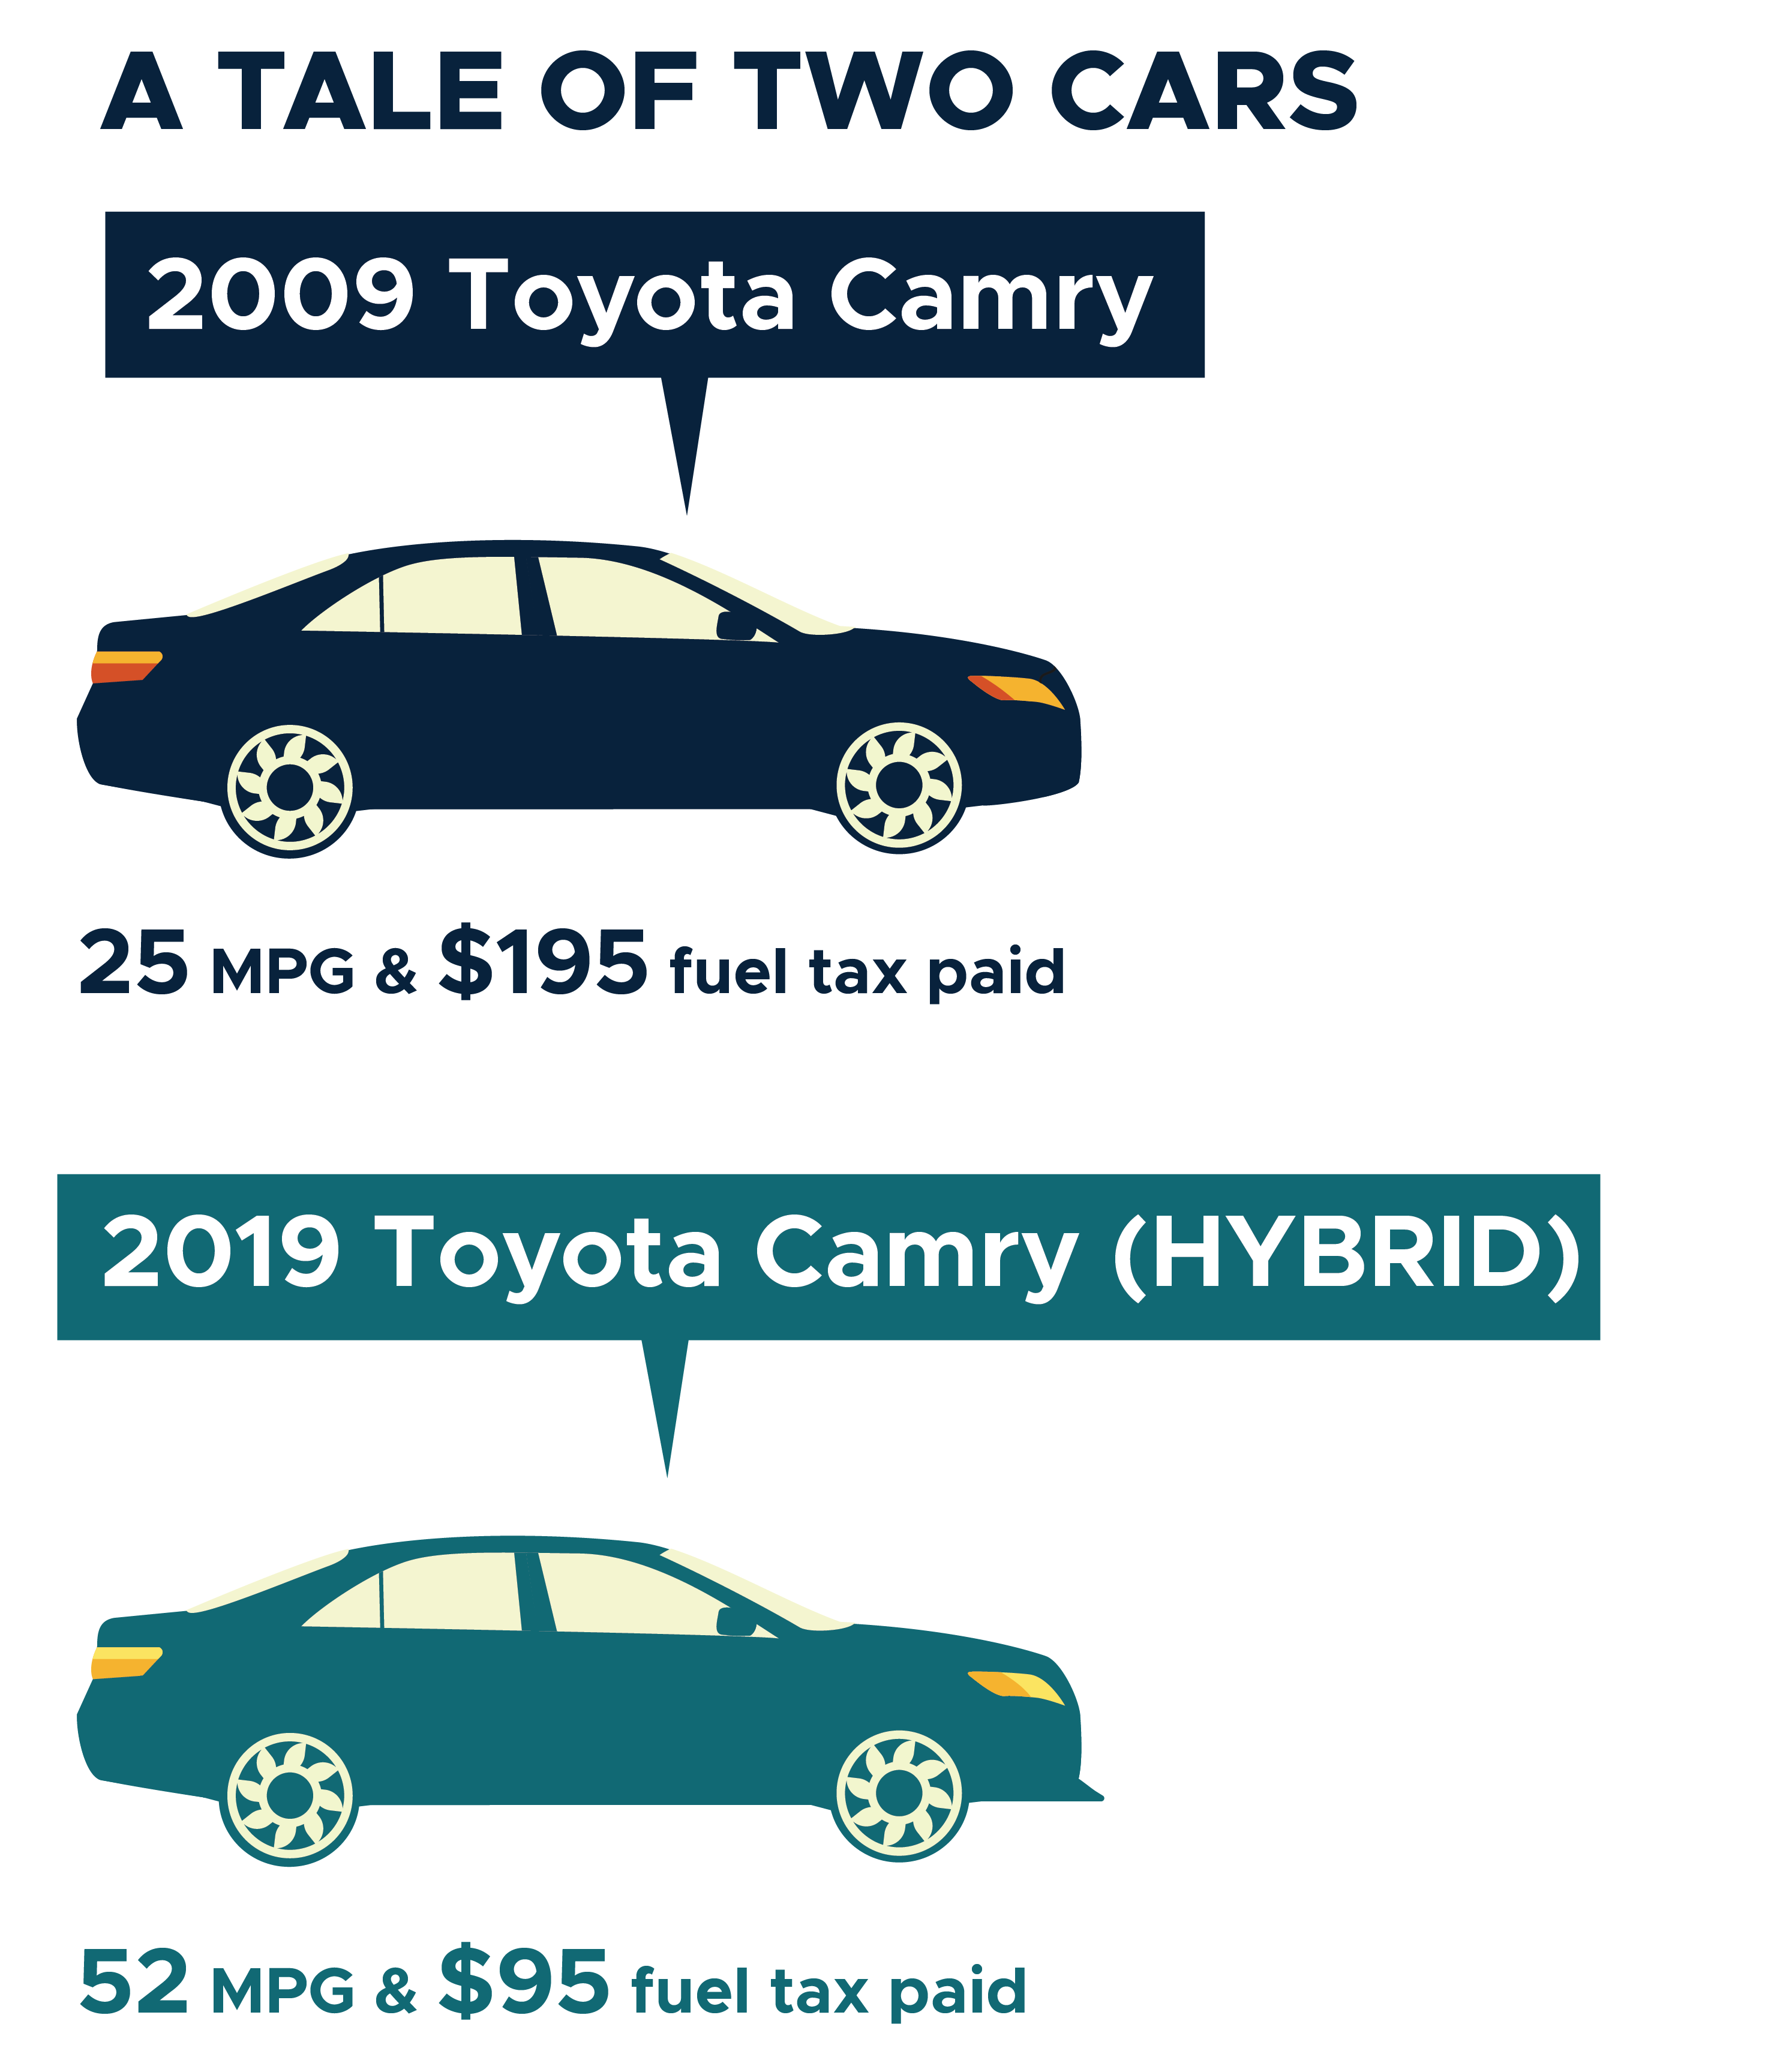 A TALE OF TWO CARS
2009 Toyota Camry
25 MPG & $195 fuel tax paid
2019 Toyota Camry (HYBRID)
52 MPG & $95 fuel tax paid